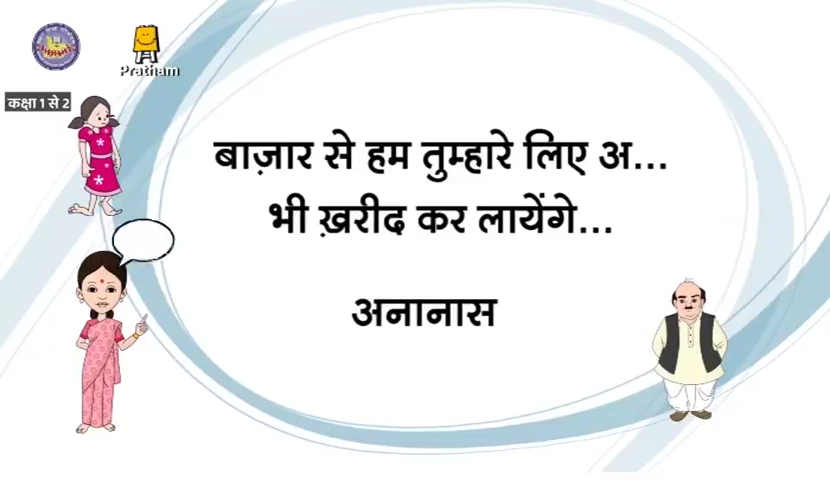 Pratham
कक्षा 1 से 2
बाज़ार से हम तुम्हारे लिए अ...
भी ख़रीद कर लायेंगे...
अनानास